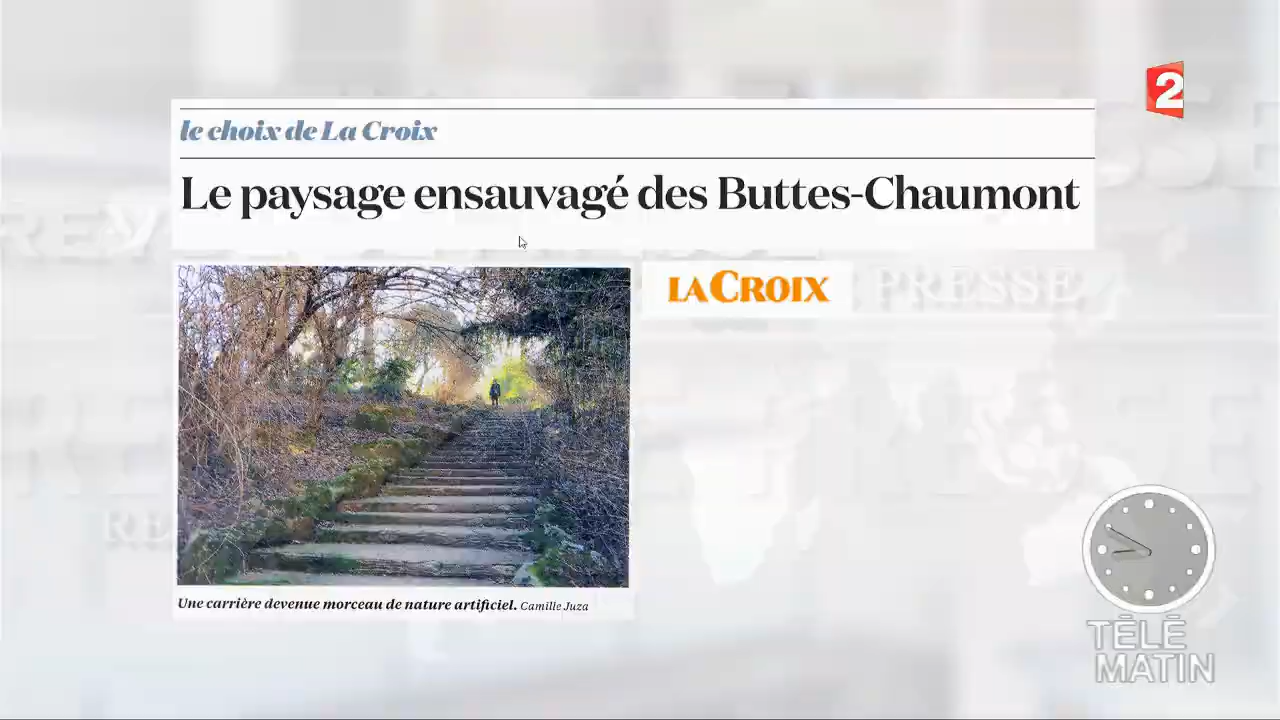 2
le choix de La Croix
Le paysage ensauvagé des Buttes-Chaumont
LA CROIX
PRESSE
Une carrière devenue morceau de nature artificiel. Camille Juza
TÉLÉ
MATIN